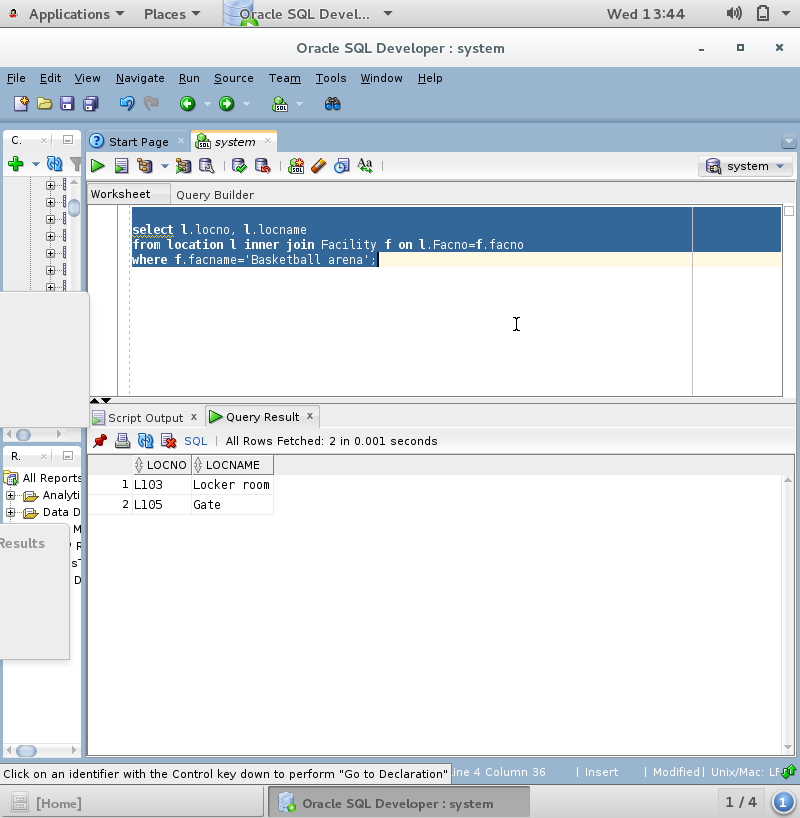 Applications Places Oracle SQL Devel... Wed 13:44
Oracle SQL Developer : system
File Edit View Navigate Run Source Team Tools Window Help
C. Start Page system
system
Worksheet Query Builder
select l.locno, l.locname
from location l inner join Facility f on l.Facno=f.facno
where f.facname='Basketball arena';
Script Output Query Result
SQL All Rows Fetched: 2 in 0.001 seconds
R.
LOCNO LOCNAME
1 L103 Locker room
2 L105 Gate
All Reports
Analyti
Data D
M
Results
R
sT
D
Click on an identifier with the Control key down to perform "Go to Declaration" ine 4 Column 36 Insert Modified Unix/Mac: LF
[Home] Oracle SQL Developer : system 1 / 4 1